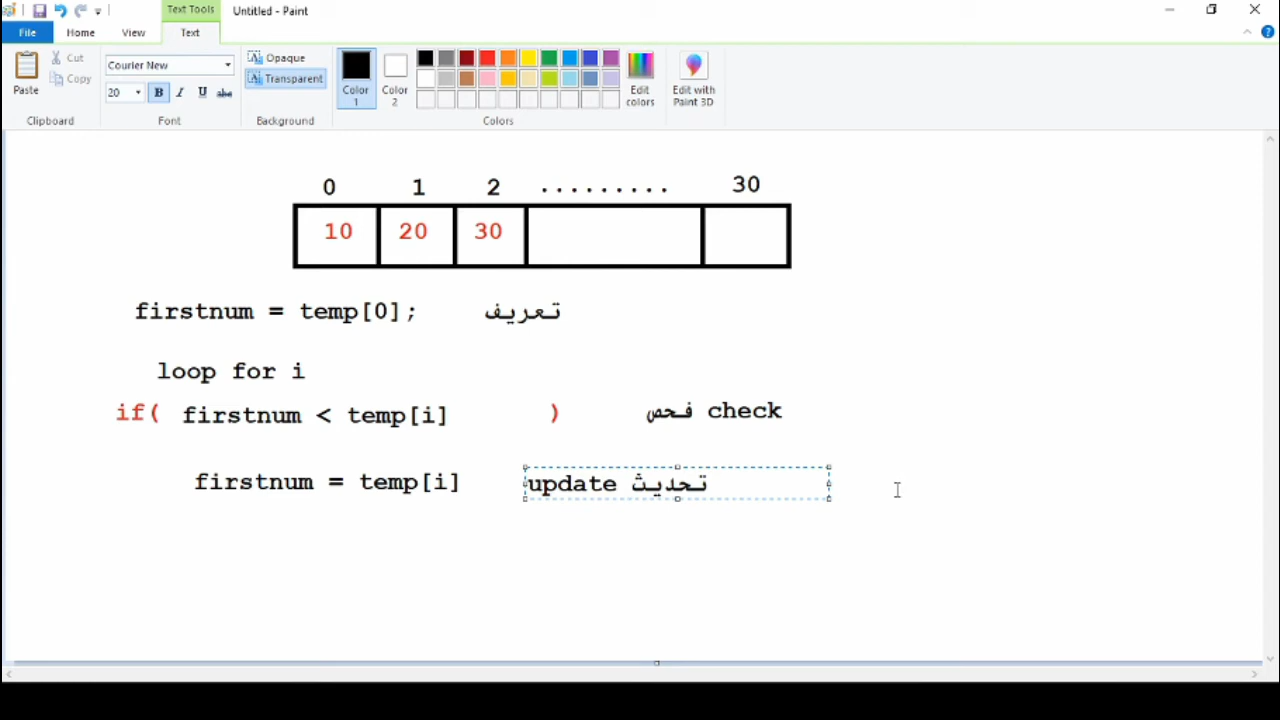 Untitled - Paint
Text Tools
File Home View Text
Paste Cut Copy
Clipboard
Courier New
20 B I U abc
Font
Opaque
Transparent
Background
Color 1
Color 2
Edit colors
Colors
Edit with Paint 3D
0 1 2 ......... 30
10 20 30
firstnum = temp[0]; تعريف
loop for i
if( firstnum < temp[i] ) فحص check
firstnum = temp[i] update تحديث